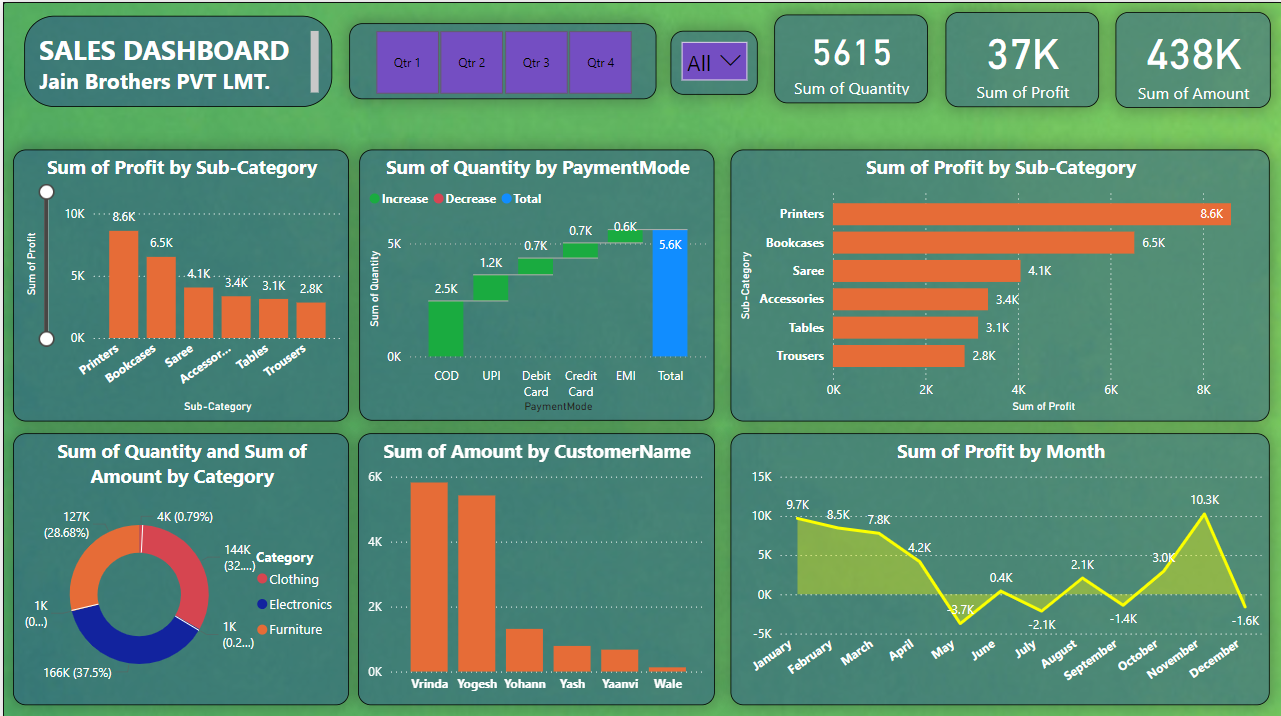 SALES DASHBOARD
Jain Brothers PVT LMT.
Qtr 1
Qtr 2
Qtr 3
Qtr 4
All
5615
Sum of Quantity
37K
Sum of Profit
438K
Sum of Amount
Sum of Profit by Sub-Category
Sum of Profit
10K
5K
0K
8.6K
6.5K
4.1K
3.4K
3.1K
2.8K
Printers
Bookcases
Saree
Accessor...
Tables
Trousers
Sub-Category
Sum of Quantity by PaymentMode
Increase
Decrease
Total
Sum of Quantity
5K
0K
2.5K
1.2K
0.7K
0.7K
0.6K
5.6K
COD
UPI
Debit
Card
Credit
Card
EMI
Total
PaymentMode
Sum of Profit by Sub-Category
Sub-Category
Printers
8.6K
Bookcases
6.5K
Saree
4.1K
Accessories
3.4K
Tables
3.1K
Trousers
2.8K
0K
2K
4K
6K
8K
Sum of Profit
Sum of Quantity and Sum of
Amount by Category
127K
(28.68%)
4K (0.79%)
144K
(32....)
1K
(0...)
1K
(0.2...)
166K (37.5%)
Category
Clothing
Electronics
Furniture
Sum of Amount by CustomerName
6K
4K
2K
0K
Vrinda
Yogesh
Yohann
Yash
Yaanvi
Wale
Sum of Profit by Month
15K
10K
5K
0K
-5K
9.7K
8.5K
7.8K
4.2K
-3.7K
0.4K
-2.1K
2.1K
-1.4K
3.0K
10.3K
-1.6K
January
February
March
April
May
June
July
August
September
October
November
December